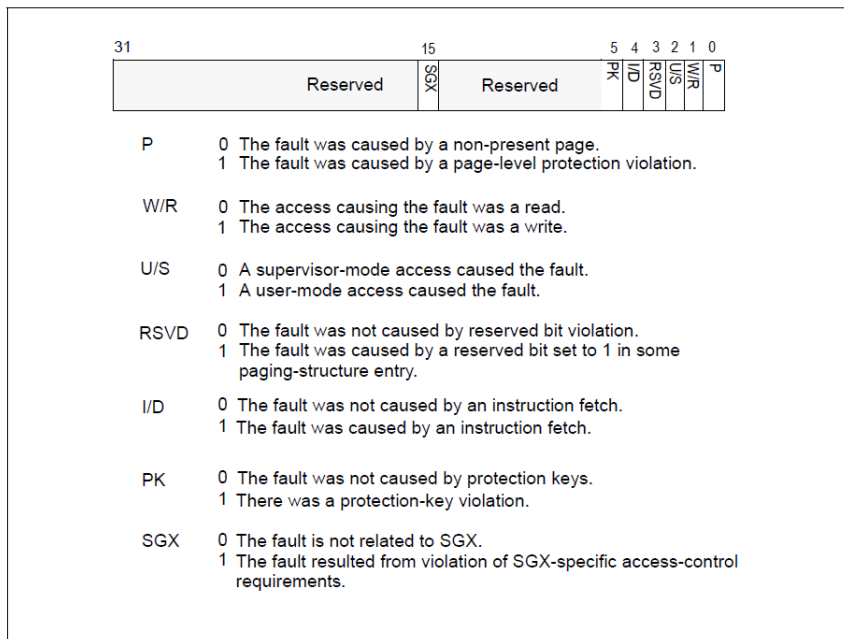 31 15 5 4 3 2 1 0
Reserved SGX Reserved PK I/D RSVD U/S W/R P
P 0 The fault was caused by a non-present page.
1 The fault was caused by a page-level protection violation.
W/R 0 The access causing the fault was a read.
1 The access causing the fault was a write.
U/S 0 A supervisor-mode access caused the fault.
1 A user-mode access caused the fault.
RSVD 0 The fault was not caused by reserved bit violation.
1 The fault was caused by a reserved bit set to 1 in some
paging-structure entry.
I/D 0 The fault was not caused by an instruction fetch.
1 The fault was caused by an instruction fetch.
PK 0 The fault was not caused by protection keys.
1 There was a protection-key violation.
SGX 0 The fault is not related to SGX.
1 The fault resulted from violation of SGX-specific access-control
requirements.